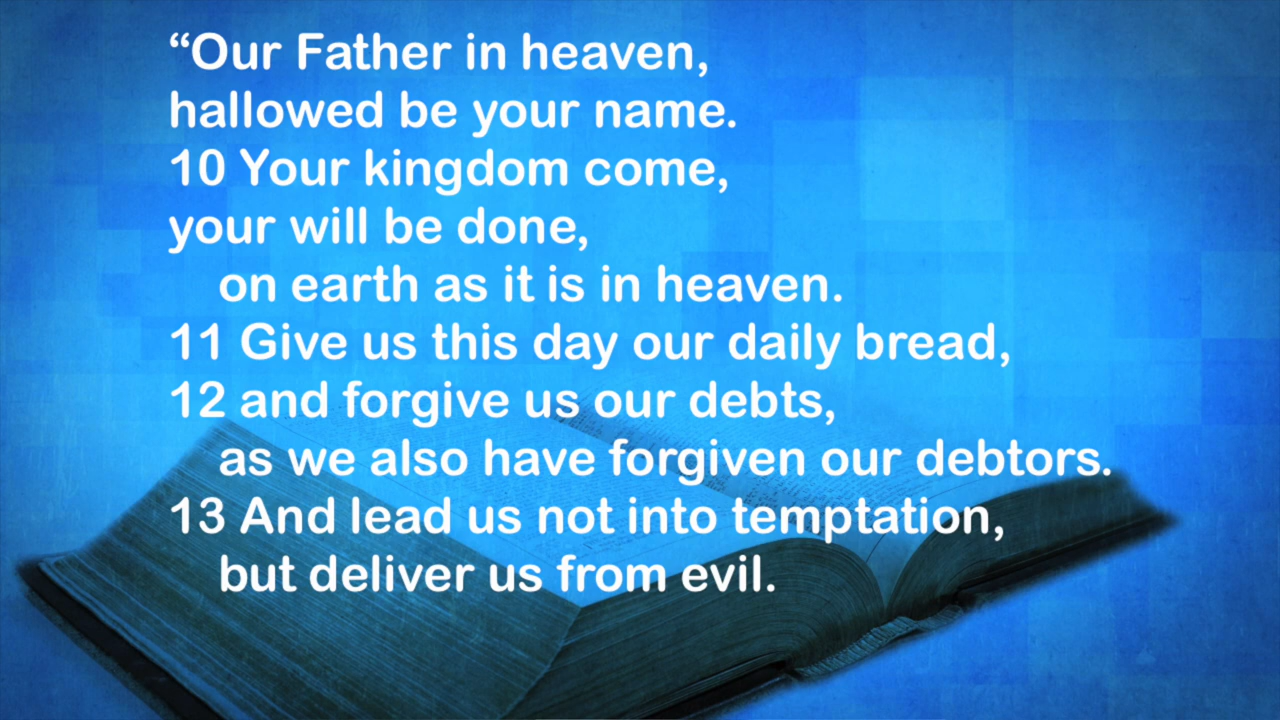 “Our Father in heaven,
hallowed be your name.
10 Your kingdom come,
your will be done,
on earth as it is in heaven.
11 Give us this day our daily bread,
12 and forgive us our debts,
as we also have forgiven our debtors.
13 And lead us not into temptation,
but deliver us from evil.